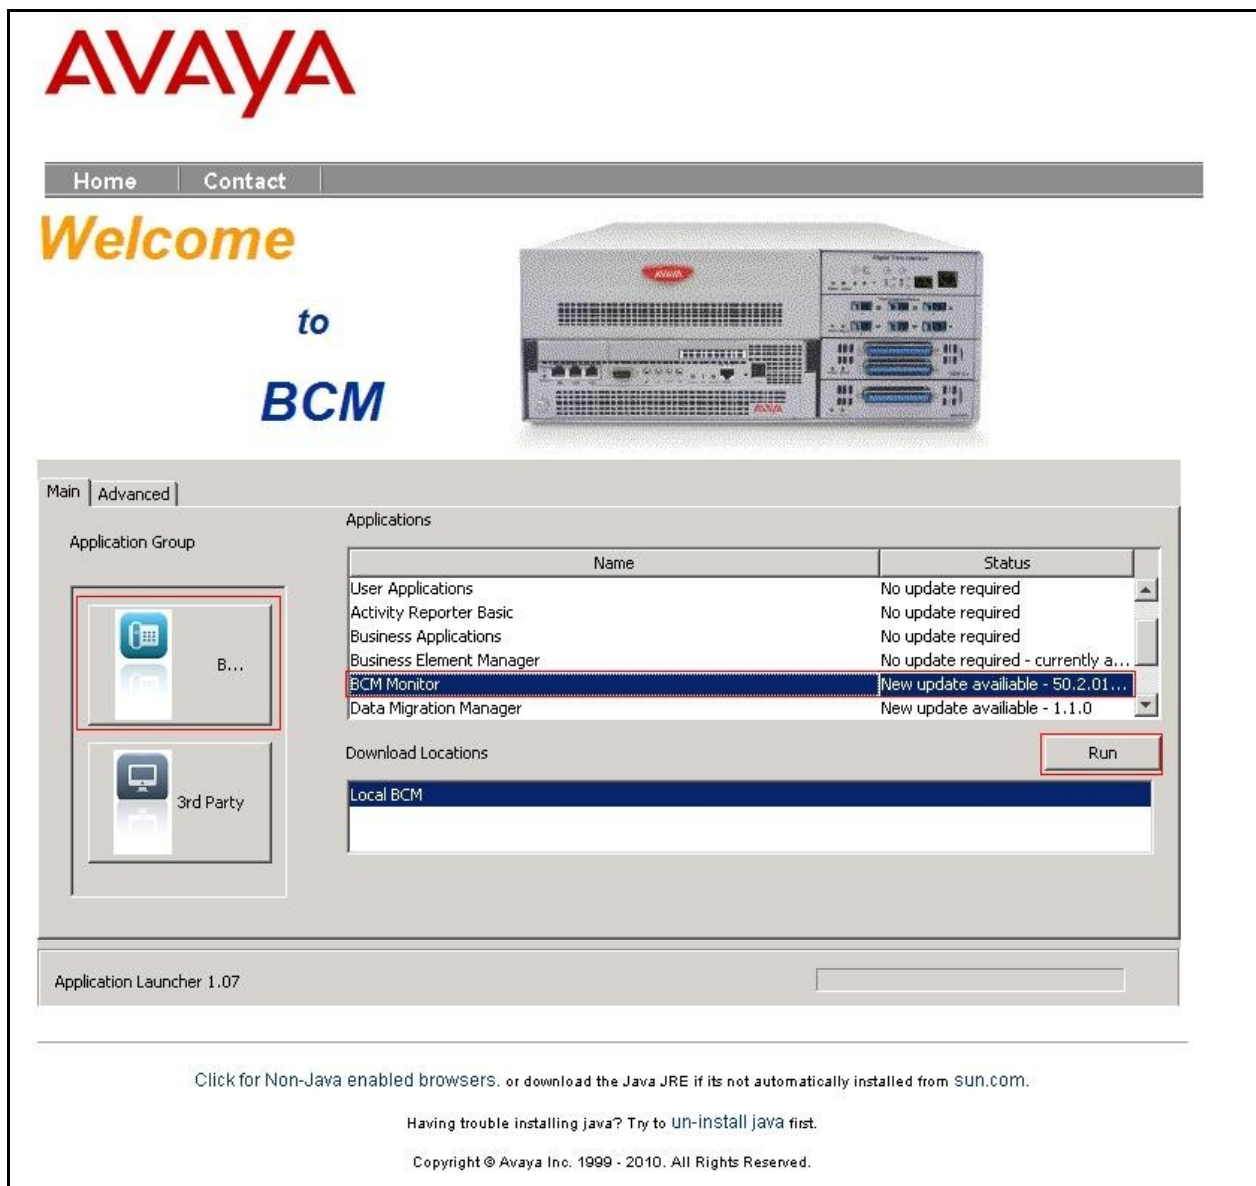 AVAYA
Home
Contact
Welcome
to
BCM
AVAYA
AVAYA
Main
Advanced
Application Group
B...
3rd Party
Applications
Name Status
User Applications No update required
Activity Reporter Basic No update required
Business Applications No update required
Business Element Manager No update required - currently a...
BCM Monitor New update availiable - 50.2.01...
Data Migration Manager New update availiable - 1.1.0
Download Locations
Run
Local BCM
Application Launcher 1.07
Click for Non-Java enabled browsers. or download the Java JRE if its not automatically installed from sun.com.
Having trouble installing java? Try to un-install java first.
Copyright © Avaya Inc. 1999 - 2010. All Rights Reserved.